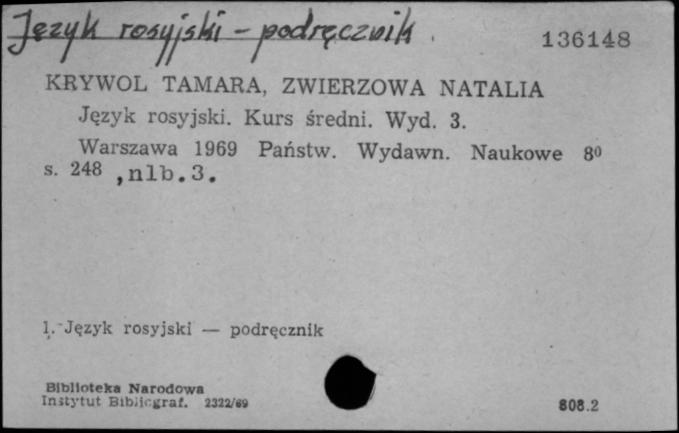 Język rosyjski - podręcznik.
136148
KRYWOL TAMARA, ZWIERZOWA NATALIA
Język rosyjski. Kurs średni. Wyd. 3.
Warszawa 1969 Państw. Wydawn. Naukowe 8⁰
s. 248 ,nlb.3.
1. Język rosyjski — podręcznik
Biblioteka Narodowa
Instytut Bibliograf. 2322/69
808.2